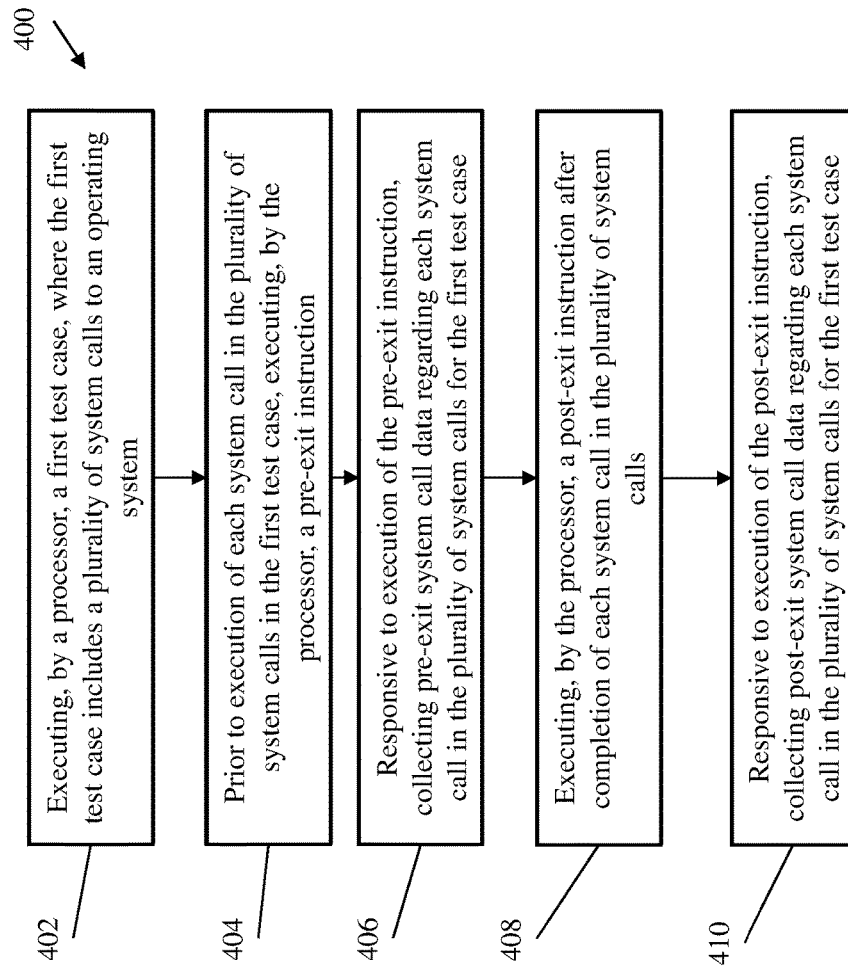 400
402
Executing, by a processor, a first test case, where the first
test case includes a plurality of system calls to an operating
system
404
Prior to execution of each system call in the plurality of
system calls in the first test case, executing, by the
processor, a pre-exit instruction
406
Responsive to execution of the pre-exit instruction,
collecting pre-exit system call data regarding each system
call in the plurality of system calls for the first test case
408
Executing, by the processor, a post-exit instruction after
completion of each system call in the plurality of system
calls
410
Responsive to execution of the post-exit instruction,
collecting post-exit system call data regarding each system
call in the plurality of system calls for the first test case